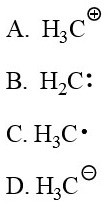 A. H₃C⊕
B. H₂C:
C. H₃C•
D. H₃C⊖